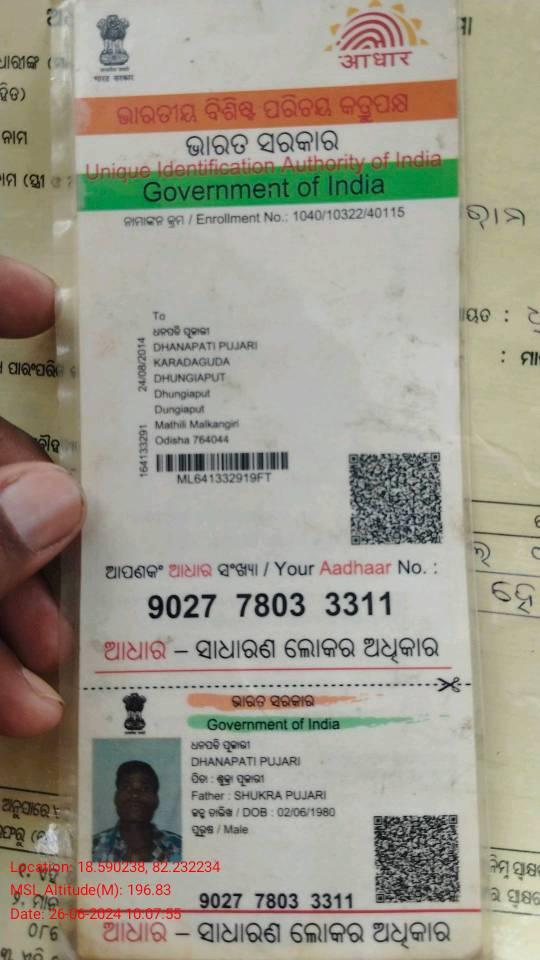 भारत सरकार
आधार
ଭାରତୀୟ ବିଶିଷ୍ଟ ପରିଚୟ କର୍ତ୍ତୃପକ୍ଷ
ଭାରତ ସରକାର
Unique Identification Authority of India
Government of India
ନାମାଙ୍କନ କ୍ରମ / Enrollment No.: 1040/10322/40115
To
ଧନପତି ପୂଜାରୀ
DHANAPATI PUJARI
KARADAGUDA
DHUNGIAPUT
Dhungiaput
Dungiaput
Mathili Malkangiri
Odisha 764044
24/08/2014
164133291
ML641332919FT
ଆପଣଙ୍କ ଆଧାର ସଂଖ୍ୟା / Your Aadhaar No. :
9027 7803 3311
ଆଧାର – ସାଧାରଣ ଲୋକର ଅଧିକାର
ଭାରତ ସରକାର
Government of India
ଧନପତି ପୂଜାରୀ
DHANAPATI PUJARI
ପିତା : ଶୁକ୍ରା ପୂଜାରୀ
Father : SHUKRA PUJARI
ଜନ୍ମ ତାରିଖ / DOB : 02/06/1980
ପୁରୁଷ / Male
9027 7803 3311
ଆଧାର – ସାଧାରଣ ଲୋକର ଅଧିକାର
Location: 18.590238, 82.232234
MSL Altitude(M): 196.83
Date: 26-06-2024 10:07:55